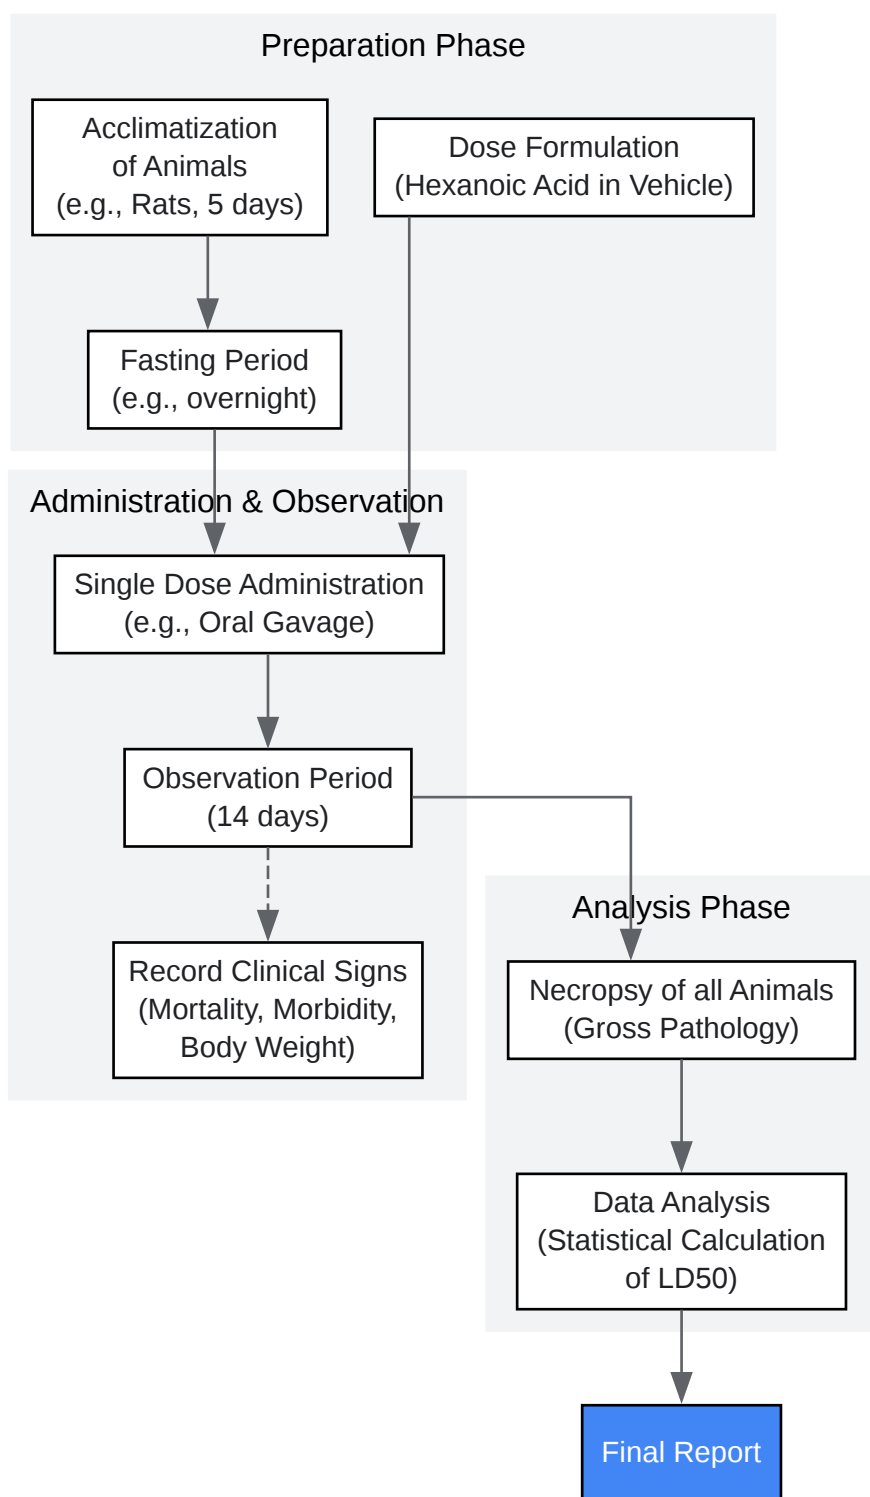 Preparation Phase
Acclimatization
of Animals
(e.g., Rats, 5 days)
Dose Formulation
(Hexanoic Acid in Vehicle)
Fasting Period
(e.g., overnight)
Administration & Observation
Single Dose Administration
(e.g., Oral Gavage)
Observation Period
(14 days)
Record Clinical Signs
(Mortality, Morbidity,
Body Weight)
Analysis Phase
Necropsy of all Animals
(Gross Pathology)
Data Analysis
(Statistical Calculation
of LD50)
Final Report